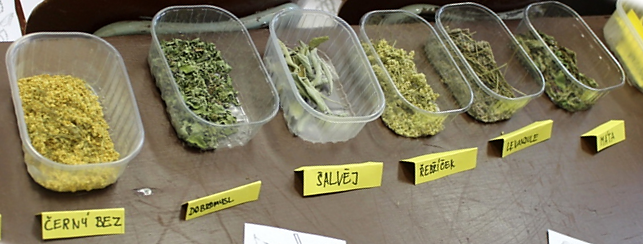 ČERNÝ BEZ
DOBROMYSL
ŠALVĚJ
ŘEBŘÍČEK
LEVANDULE
MÁTA